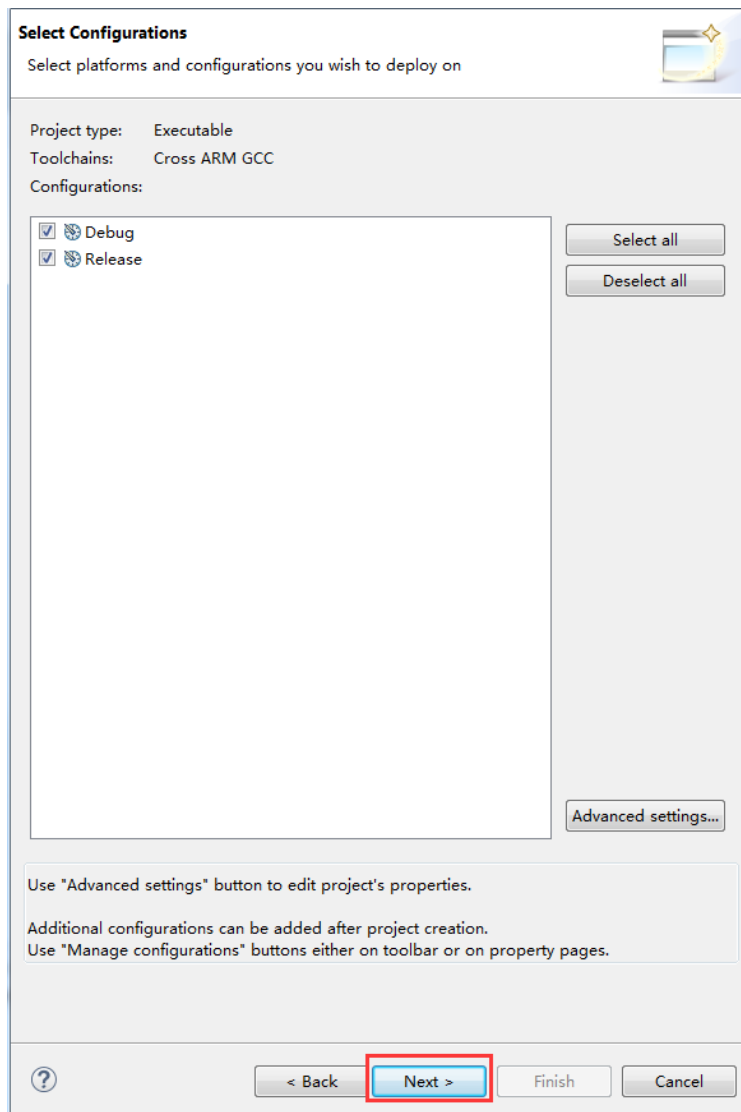 Select Configurations
Select platforms and configurations you wish to deploy on
Project type: Executable
Toolchains: Cross ARM GCC
Configurations:
Debug
Release
Select all
Deselect all
Advanced settings...
Use "Advanced settings" button to edit project's properties.
Additional configurations can be added after project creation.
Use "Manage configurations" buttons either on toolbar or on property pages.
?
< Back
Next >
Finish
Cancel